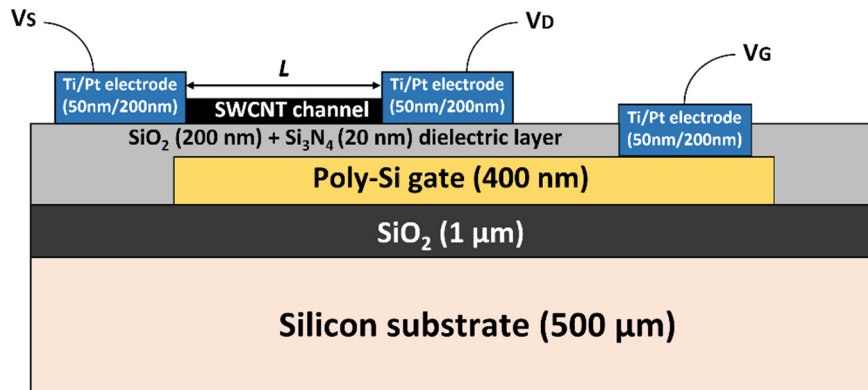 VS
VD
VG
L
Ti/Pt electrode
(50nm/200nm)
SWCNT channel
Ti/Pt electrode
(50nm/200nm)
Ti/Pt electrode
(50nm/200nm)
SiO₂ (200 nm) + Si₃N₄ (20 nm) dielectric layer
Poly-Si gate (400 nm)
SiO₂ (1 µm)
Silicon substrate (500 µm)